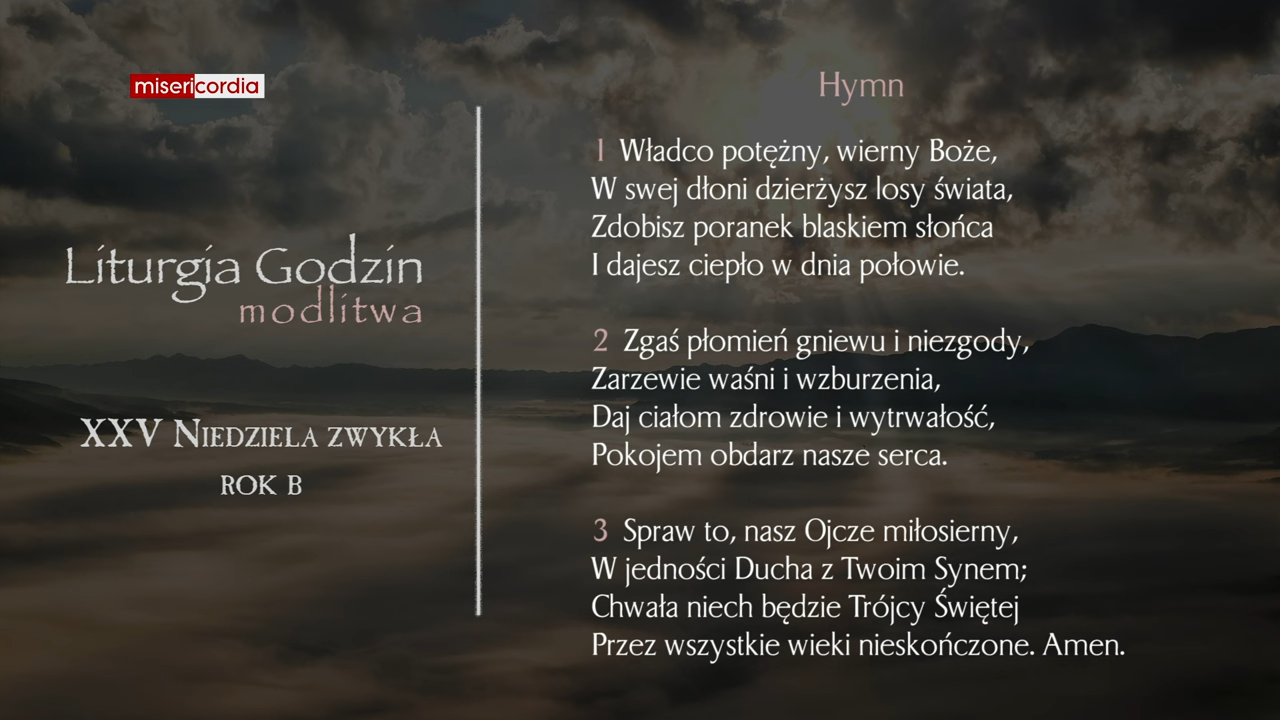 misericordia
Liturgia Godzin
modlitwa
XXV Niedziela zwykła
rok B
Hymn
1 Władco potężny, wierny Boże,
W swej dłoni dzierżysz losy świata,
Zdobisz poranek blaskiem słońca
I dajesz ciepło w dnia połowie.
2 Zgaś płomień gniewu i niezgody,
Zarzewie waśni i wzburzenia,
Daj ciałom zdrowie i wytrwałość,
Pokojem obdarz nasze serca.
3 Spraw to, nasz Ojcze miłosierny,
W jedności Ducha z Twoim Synem;
Chwała niech będzie Trójcy Świętej
Przez wszystkie wieki nieskończone. Amen.